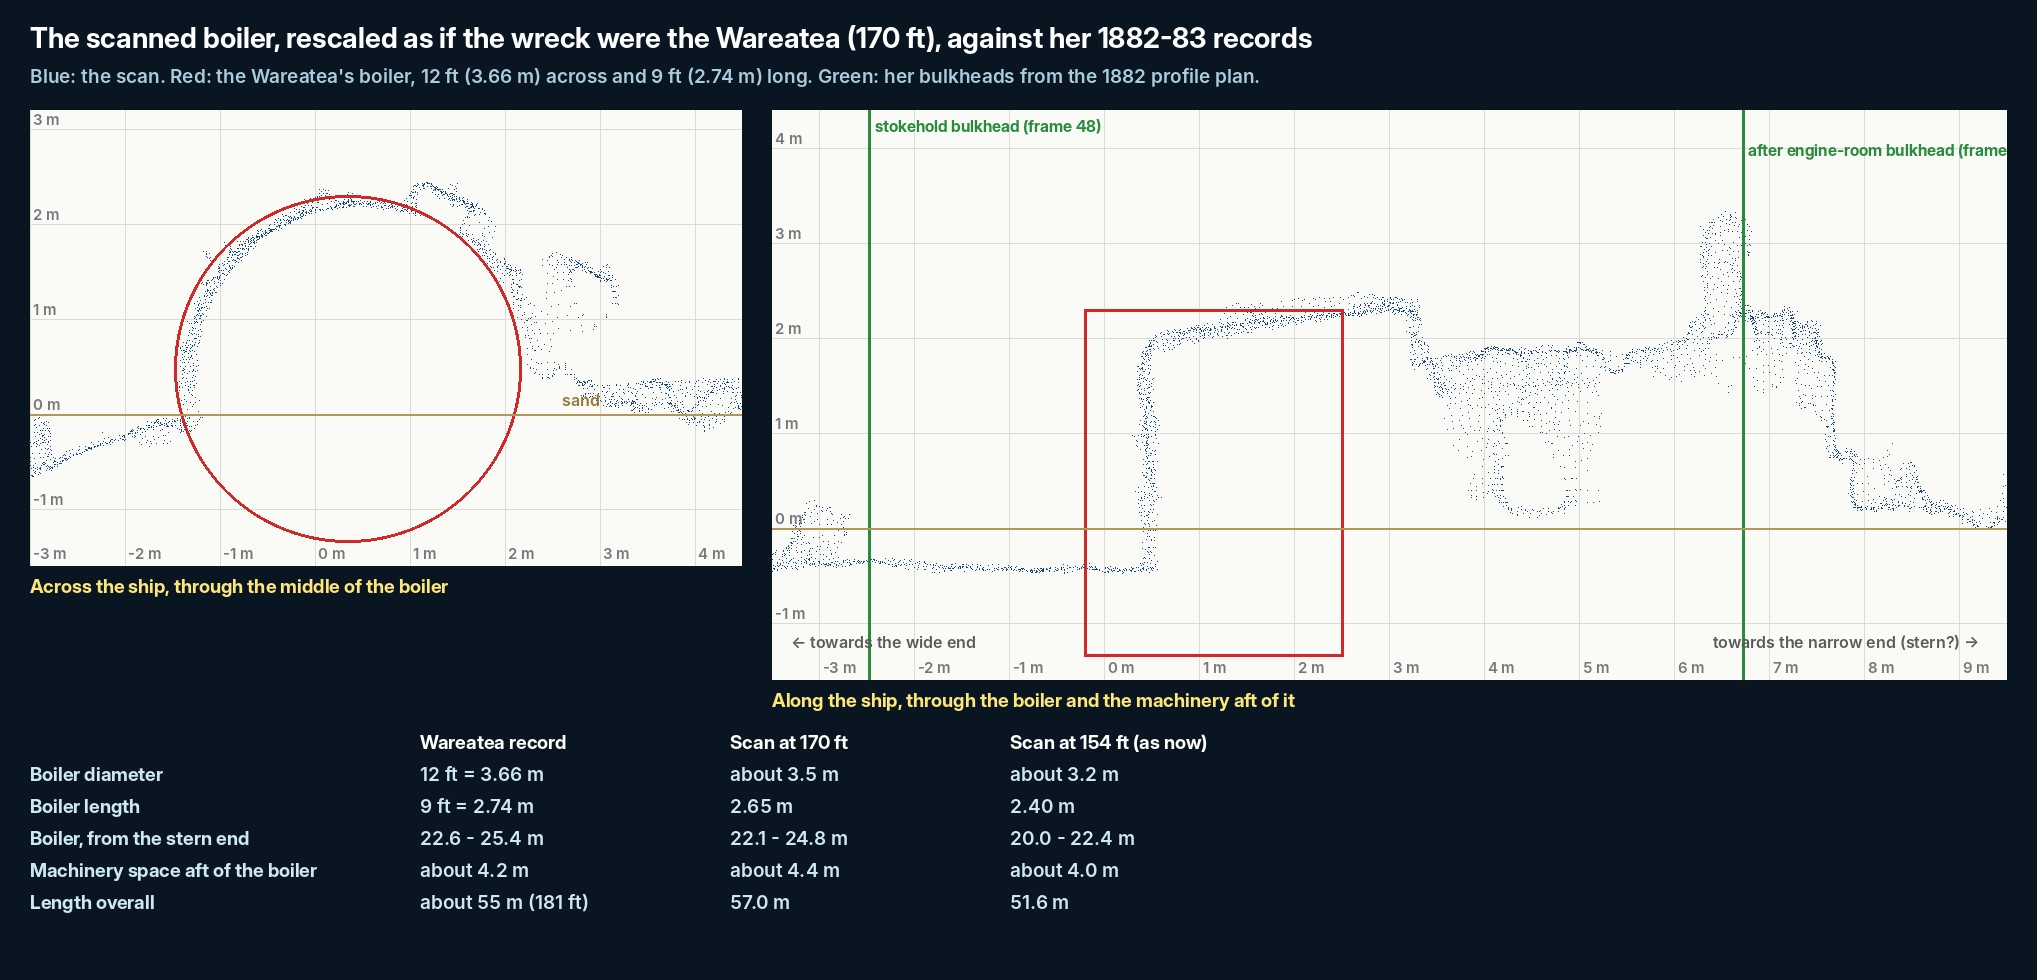 The scanned boiler, rescaled as if the wreck were the Wareatea (170 ft), against her 1882-83 records
Blue: the scan. Red: the Wareatea's boiler, 12 ft (3.66 m) across and 9 ft (2.74 m) long. Green: her bulkheads from the 1882 profile plan.
3 m
2 m
1 m
0 m
-1 m
sand
-3 m -2 m -1 m 0 m 1 m 2 m 3 m 4 m
Across the ship, through the middle of the boiler
stokehold bulkhead (frame 48)
after engine-room bulkhead (frame
4 m
3 m
2 m
1 m
0 m
-1 m
← towards the wide end
towards the narrow end (stern?) →
-3 m -2 m -1 m 0 m 1 m 2 m 3 m 4 m 5 m 6 m 7 m 8 m 9 m
Along the ship, through the boiler and the machinery aft of it
Wareatea record Scan at 170 ft Scan at 154 ft (as now)
Boiler diameter 12 ft = 3.66 m about 3.5 m about 3.2 m
Boiler length 9 ft = 2.74 m 2.65 m 2.40 m
Boiler, from the stern end 22.6 - 25.4 m 22.1 - 24.8 m 20.0 - 22.4 m
Machinery space aft of the boiler about 4.2 m about 4.4 m about 4.0 m
Length overall about 55 m (181 ft) 57.0 m 51.6 m